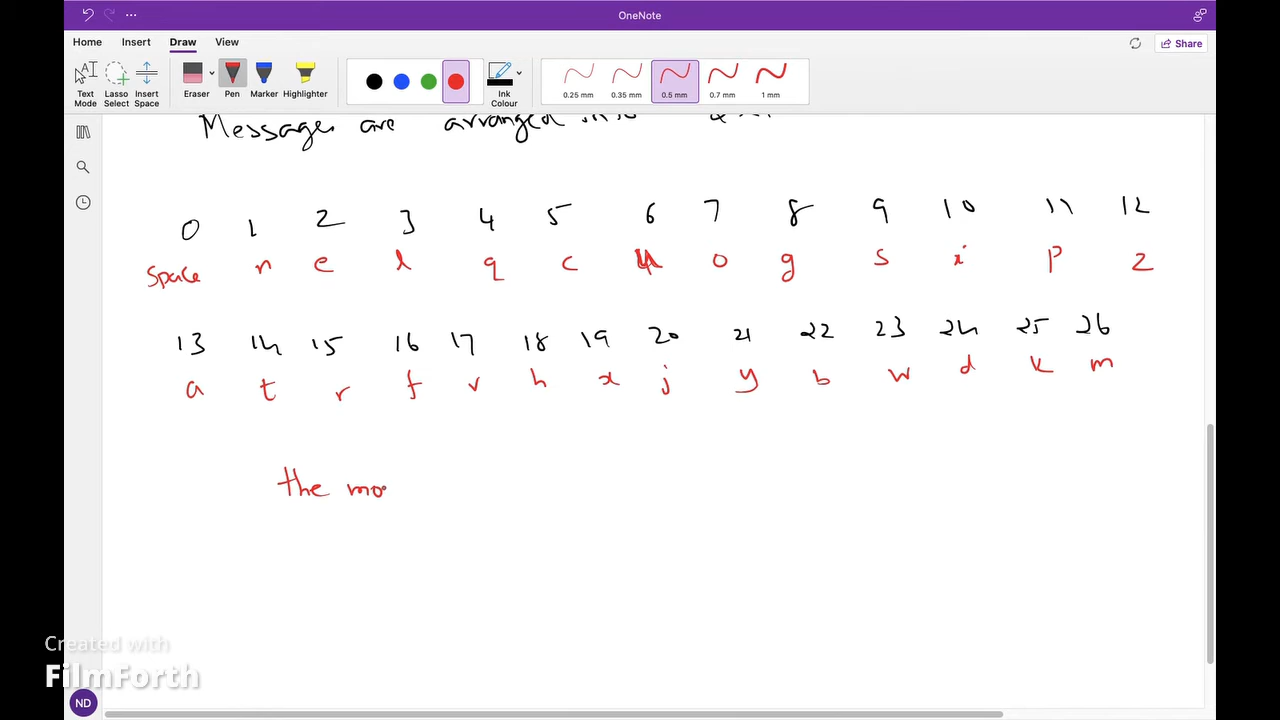 OneNote
Home Insert Draw View
Share
Text Mode Lasso Select Insert Space Eraser Pen Marker Highlighter Ink Colour 0.25 mm 0.35 mm 0.5 mm 0.7 mm 1 mm
Messages are arranged into
0 1 2 3 4 5 6 7 8 9 10 11 12
Space n e l q c u o g s i p z
13 14 15 16 17 18 19 20 21 22 23 24 25 26
a t r f v h x j y b w d k m
the mo
Created with
FilmForth
ND